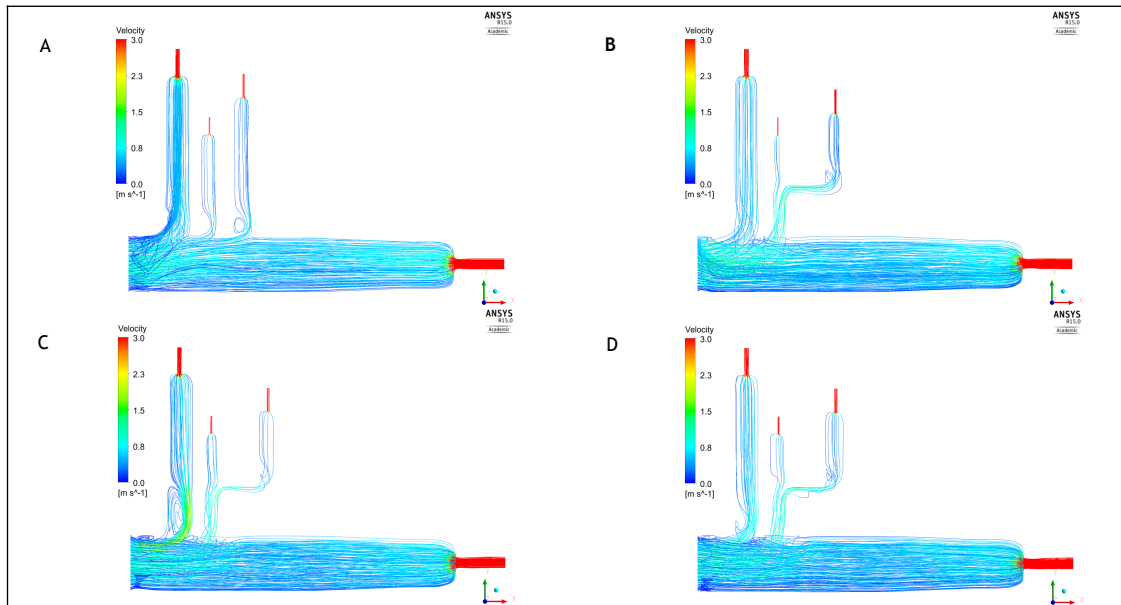 A
Velocity
3.0
2.3
1.5
0.8
0.0
[m s^-1]
ANSYS
R15.0
Academic
X
B
Velocity
3.0
2.3
1.5
0.8
0.0
[m s^-1]
ANSYS
R15.0
Academic
X
C
Velocity
3.0
2.3
1.5
0.8
0.0
[m s^-1]
ANSYS
R15.0
Academic
X
D
Velocity
3.0
2.3
1.5
0.8
0.0
[m s^-1]
ANSYS
R15.0
Academic
X